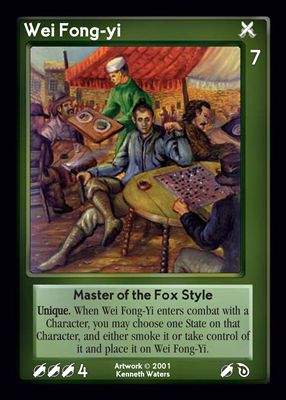 Wei Fong-yi
7
Master of the Fox Style
Unique. When Wei Fong-Yi enters combat with a
Character, you may choose one State on that
Character, and either smoke it or take control
of it and place it on Wei Fong-Yi.
4
Artwork © 2001
Kenneth Waters